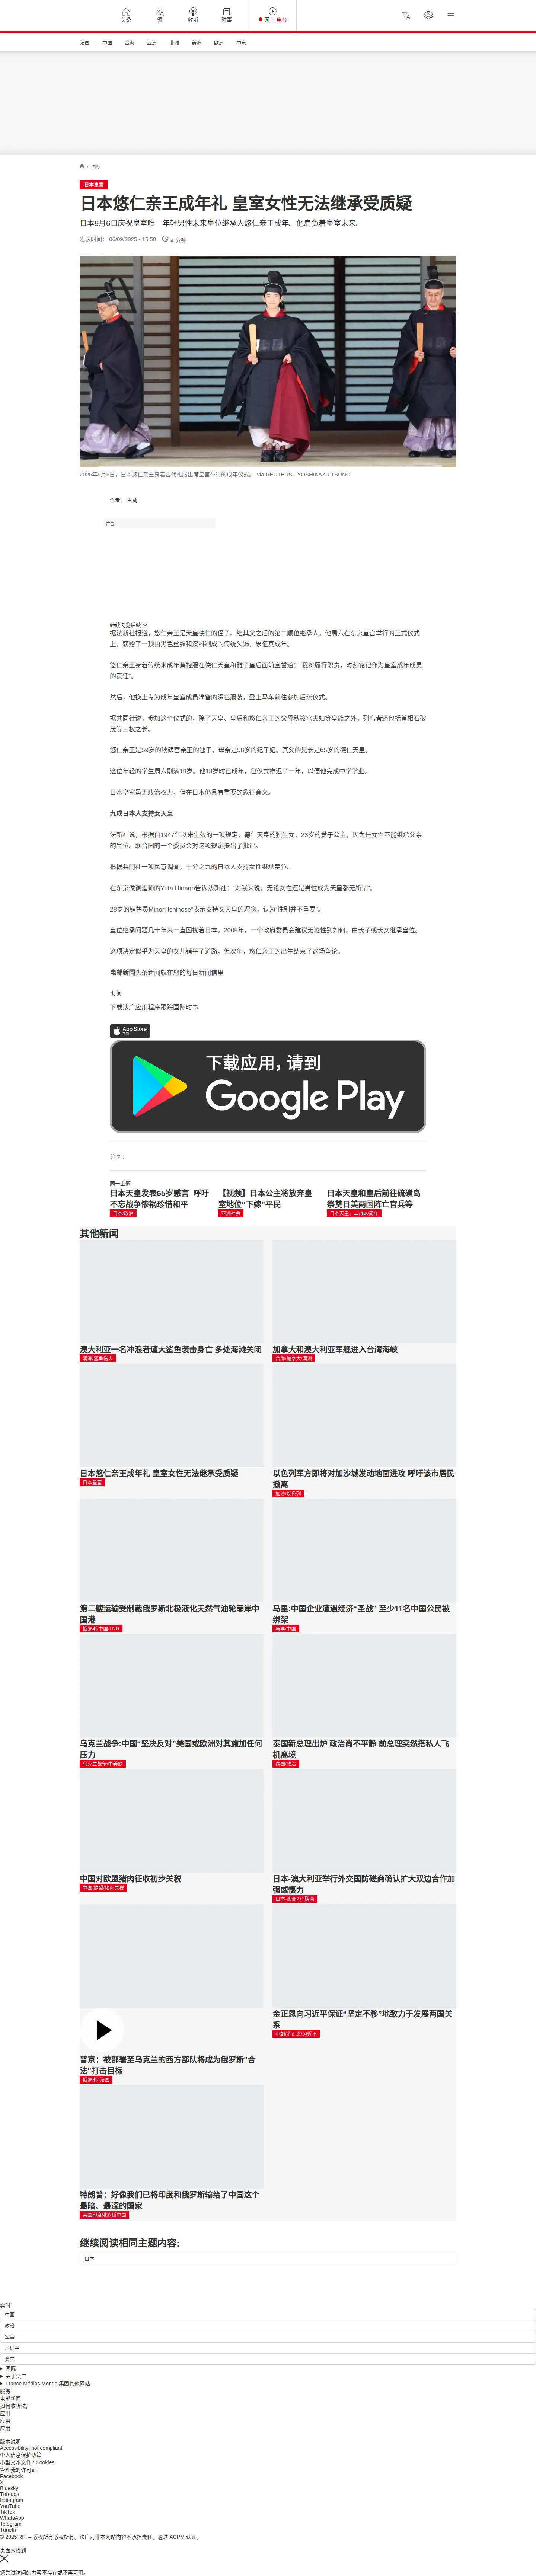 头条
繁
收听
时事
网上 电台
法国
中国
台海
亚洲
非洲
美洲
欧洲
中东
/ 国际
日本皇室
日本悠仁亲王成年礼 皇室女性无法继承受质疑
日本9月6日庆祝皇室唯一年轻男性未来皇位继承人悠仁亲王成年。他肩负着皇室未来。
发表时间： 06/09/2025 - 15:50
4 分钟
2025年9月6日，日本悠仁亲王身着古代礼服出席皇宫举行的成年仪式。 via REUTERS - YOSHIKAZU TSUNO
作者： 古莉
广告
继续浏览后续
据法新社报道，悠仁亲王是天皇德仁的侄子、继其父之后的第二顺位继承人，他周六在东京皇宫举行的正式仪式
上，获赠了一顶由黑色丝绸和漆料制成的传统头饰，象征其成年。
悠仁亲王身着传统未成年黄袍服在德仁天皇和雅子皇后面前宣誓道：“我将履行职责，时刻铭记作为皇室成年成员
的责任”。
然后，他换上专为成年皇室成员准备的深色服装，登上马车前往参加后续仪式。
据共同社说，参加这个仪式的，除了天皇、皇后和悠仁亲王的父母秋筱宫夫妇等皇族之外，列席者还包括首相石破
茂等三权之长。
悠仁亲王是59岁的秋篠宫亲王的独子，母亲是58岁的纪子妃。其父的兄长是65岁的德仁天皇。
这位年轻的学生周六刚满19岁。他18岁时已成年，但仪式推迟了一年，以便他完成中学学业。
日本皇室虽无政治权力，但在日本仍具有重要的象征意义。
九成日本人支持女天皇
法新社说，根据自1947年以来生效的一项规定，德仁天皇的独生女，23岁的爱子公主，因为是女性不能继承父亲
的皇位。联合国的一个委员会对这项规定提出了批评。
根据共同社一项民意调查，十分之九的日本人支持女性继承皇位。
在东京做调酒师的Yuta Hinago告诉法新社：“对我来说，无论女性还是男性成为天皇都无所谓”。
28岁的销售员Minori Ichinose”表示支持女天皇的理念，认为“性别并不重要”。
皇位继承问题几十年来一直困扰着日本。2005年，一个政府委员会建议无论性别如何，由长子或长女继承皇位。
这项决定似乎为天皇的女儿铺平了道路，但次年，悠仁亲王的出生结束了这场争论。
电邮新闻头条新闻就在您的每日新闻信里
订阅
下载法广应用程序跟踪国际时事
App Store
下载
下载应用，请到
Google Play
分享 :
同一主题
日本天皇发表65岁感言 呼吁
不忘战争惨祸珍惜和平
日本/政治
【视频】日本公主将放弃皇
室地位“下嫁”平民
亚洲社会
日本天皇和皇后前往硫磺岛
祭奠日美两国阵亡官兵等
日本天皇、二战80周年
其他新闻
澳大利亚一名冲浪者遭大鲨鱼袭击身亡 多处海滩关闭
澳洲/鲨鱼伤人
加拿大和澳大利亚军舰进入台湾海峡
台海/加拿大/澳洲
日本悠仁亲王成年礼 皇室女性无法继承受质疑
日本皇室
以色列军方即将对加沙城发动地面进攻 呼吁该市居民
撤离
加沙/以色列
第二艘运输受制裁俄罗斯北极液化天然气油轮靠岸中
国港
俄罗斯/中国/LNG
马里:中国企业遭遇经济“圣战” 至少11名中国公民被
绑架
马里/中国
乌克兰战争:中国“坚决反对”美国或欧洲对其施加任何
压力
乌克兰战争/中美欧
泰国新总理出炉 政治尚不平静 前总理突然搭私人飞
机离境
泰国/政治
中国对欧盟猪肉征收初步关税
中国/欧盟/猪肉关税
日本-澳大利亚举行外交国防磋商确认扩大双边合作加
强威慑力
日本-澳洲2+2磋商
普京：被部署至乌克兰的西方部队将成为俄罗斯“合
法”打击目标
俄罗斯/ 法国
金正恩向习近平保证“坚定不移”地致力于发展两国关
系
中朝/金正恩/习近平
特朗普：好像我们已将印度和俄罗斯输给了中国这个
最暗、最深的国家
美国印度俄罗斯中国
继续阅读相同主题内容:
日本
实时
中国
政治
军事
习近平
美国
国际
关于法广
France Médias Monde 集团其他网站
服务
电邮新闻
如何收听法广
应用
应用
应用
版本说明
Accessibility: not compliant
个人信息保护政策
小型文本文件 / Cookies
管理我的许可证
Facebook
X
Bluesky
Threads
Instagram
YouTube
TikTok
WhatsApp
Telegram
TuneIn
© 2025 RFI – 版权所有版权所有。法广对非本网站内容不承担责任。通过 ACPM 认证。
页面未找到
您尝试访问的内容不存在或不再可用。